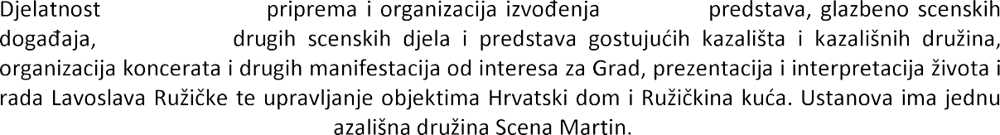 Djelatnost priprema i organizacija izvođenja predstava, glazbeno scenskih
događaja, drugih scenskih djela i predstava gostujućih kazališta i kazališnih družina,
organizacija koncerata i drugih manifestacija od interesa za Grad, prezentacija i interpretacija života i
rada Lavoslava Ružičke te upravljanje objektima Hrvatski dom i Ružičkina kuća. Ustanova ima jednu
azališna družina Scena Martin.